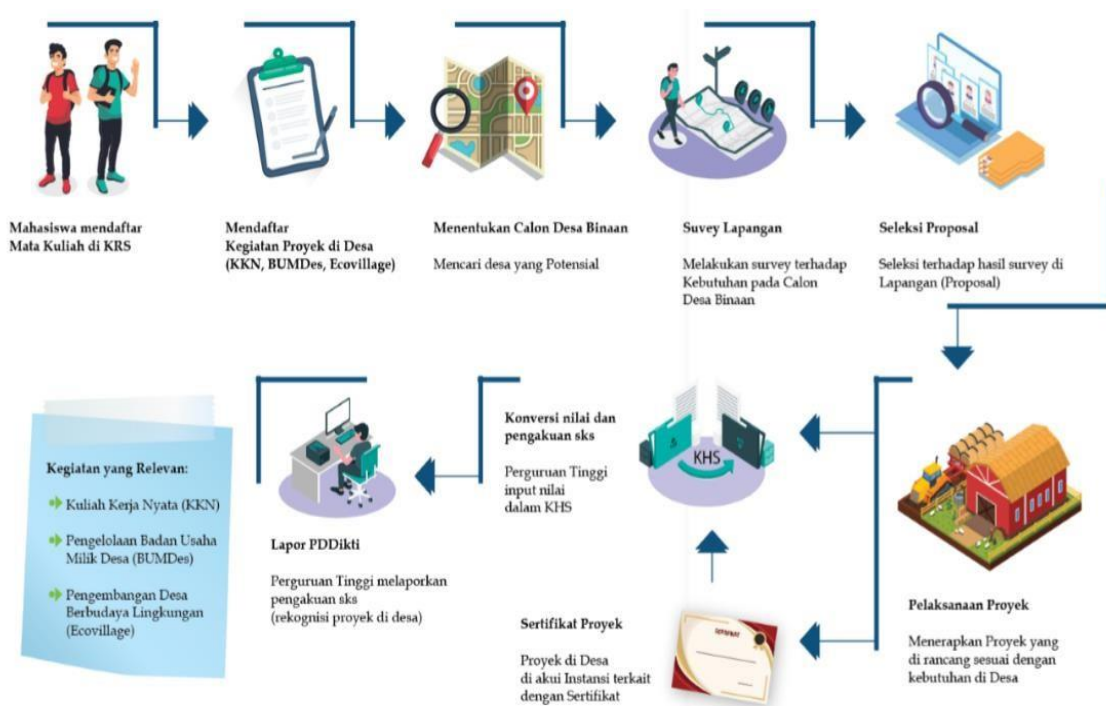 Mahasiswa mendaftar
Mata Kuliah di KRS
Mendaftar
Kegiatan Proyek di Desa
(KKN, BUMDes, Ecovillage)
Menentukan Calon Desa Binaan
Mencari desa yang Potensial
Suvey Lapangan
Melakukan survey terhadap
Kebutuhan pada Calon
Desa Binaan
Seleksi Proposal
Seleksi terhadap hasil survey di
Lapangan (Proposal)
Pelaksanaan Proyek
Menerapkan Proyek yang
di rancang sesuai dengan
kebutuhan di Desa
Sertifikat Proyek
Proyek di Desa
di akui Instansi terkait
dengan Sertifikat
KHS
Konversi nilai dan
pengakuan sks
Perguruan Tinggi
input nilai
dalam KHS
Lapor PDDikti
Perguruan Tinggi melaporkan
pengakuan sks
(rekognisi proyek di desa)
Kegiatan yang Relevan:
Kuliah Kerja Nyata (KKN)
Pengelolaan Badan Usaha
Milik Desa (BUMDes)
Pengembangan Desa
Berbudaya Lingkungan
(Ecovillage)